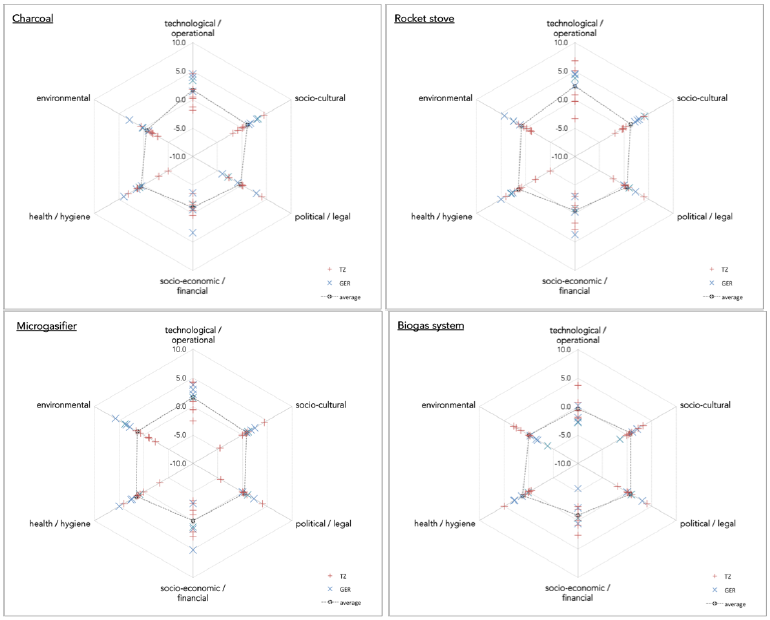 Charcoal
technological /
operational
10.0
5.0
0.0
-5.0
-10.0
environmental
socio-cultural
health / hygiene
political / legal
socio-economic /
financial
TZ
GER
average
Rocket stove
technological /
operational
10.0
5.0
0.0
-5.0
-10.0
environmental
socio-cultural
health / hygiene
political / legal
socio-economic /
financial
TZ
GER
average
Microgasifier
technological /
operational
10.0
5.0
0.0
-5.0
-10.0
environmental
socio-cultural
health / hygiene
political / legal
socio-economic /
financial
TZ
GER
average
Biogas system
technological /
operational
10.0
5.0
0.0
-5.0
-10.0
environmental
socio-cultural
health / hygiene
political / legal
socio-economic /
financial
TZ
GER
average